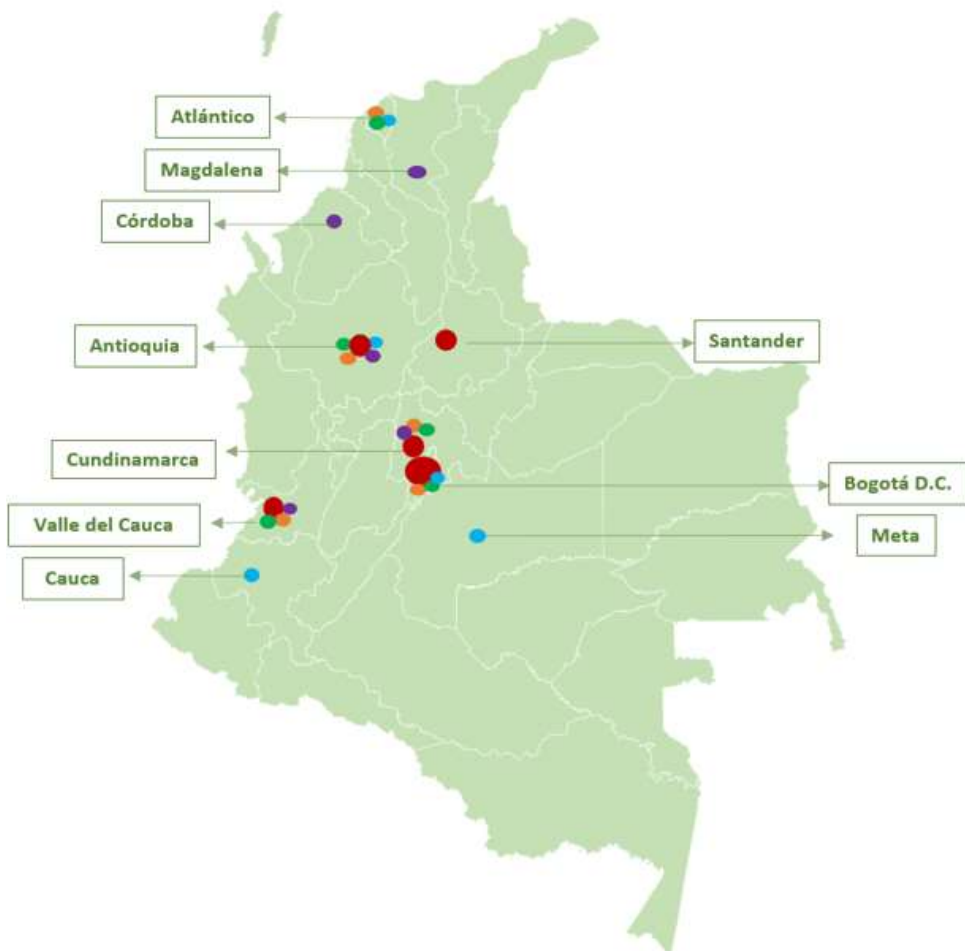 Atlántico
Magdalena
Córdoba
Antioquia
Santander
Cundinamarca
Bogotá D.C.
Valle del Cauca
Meta
Cauca